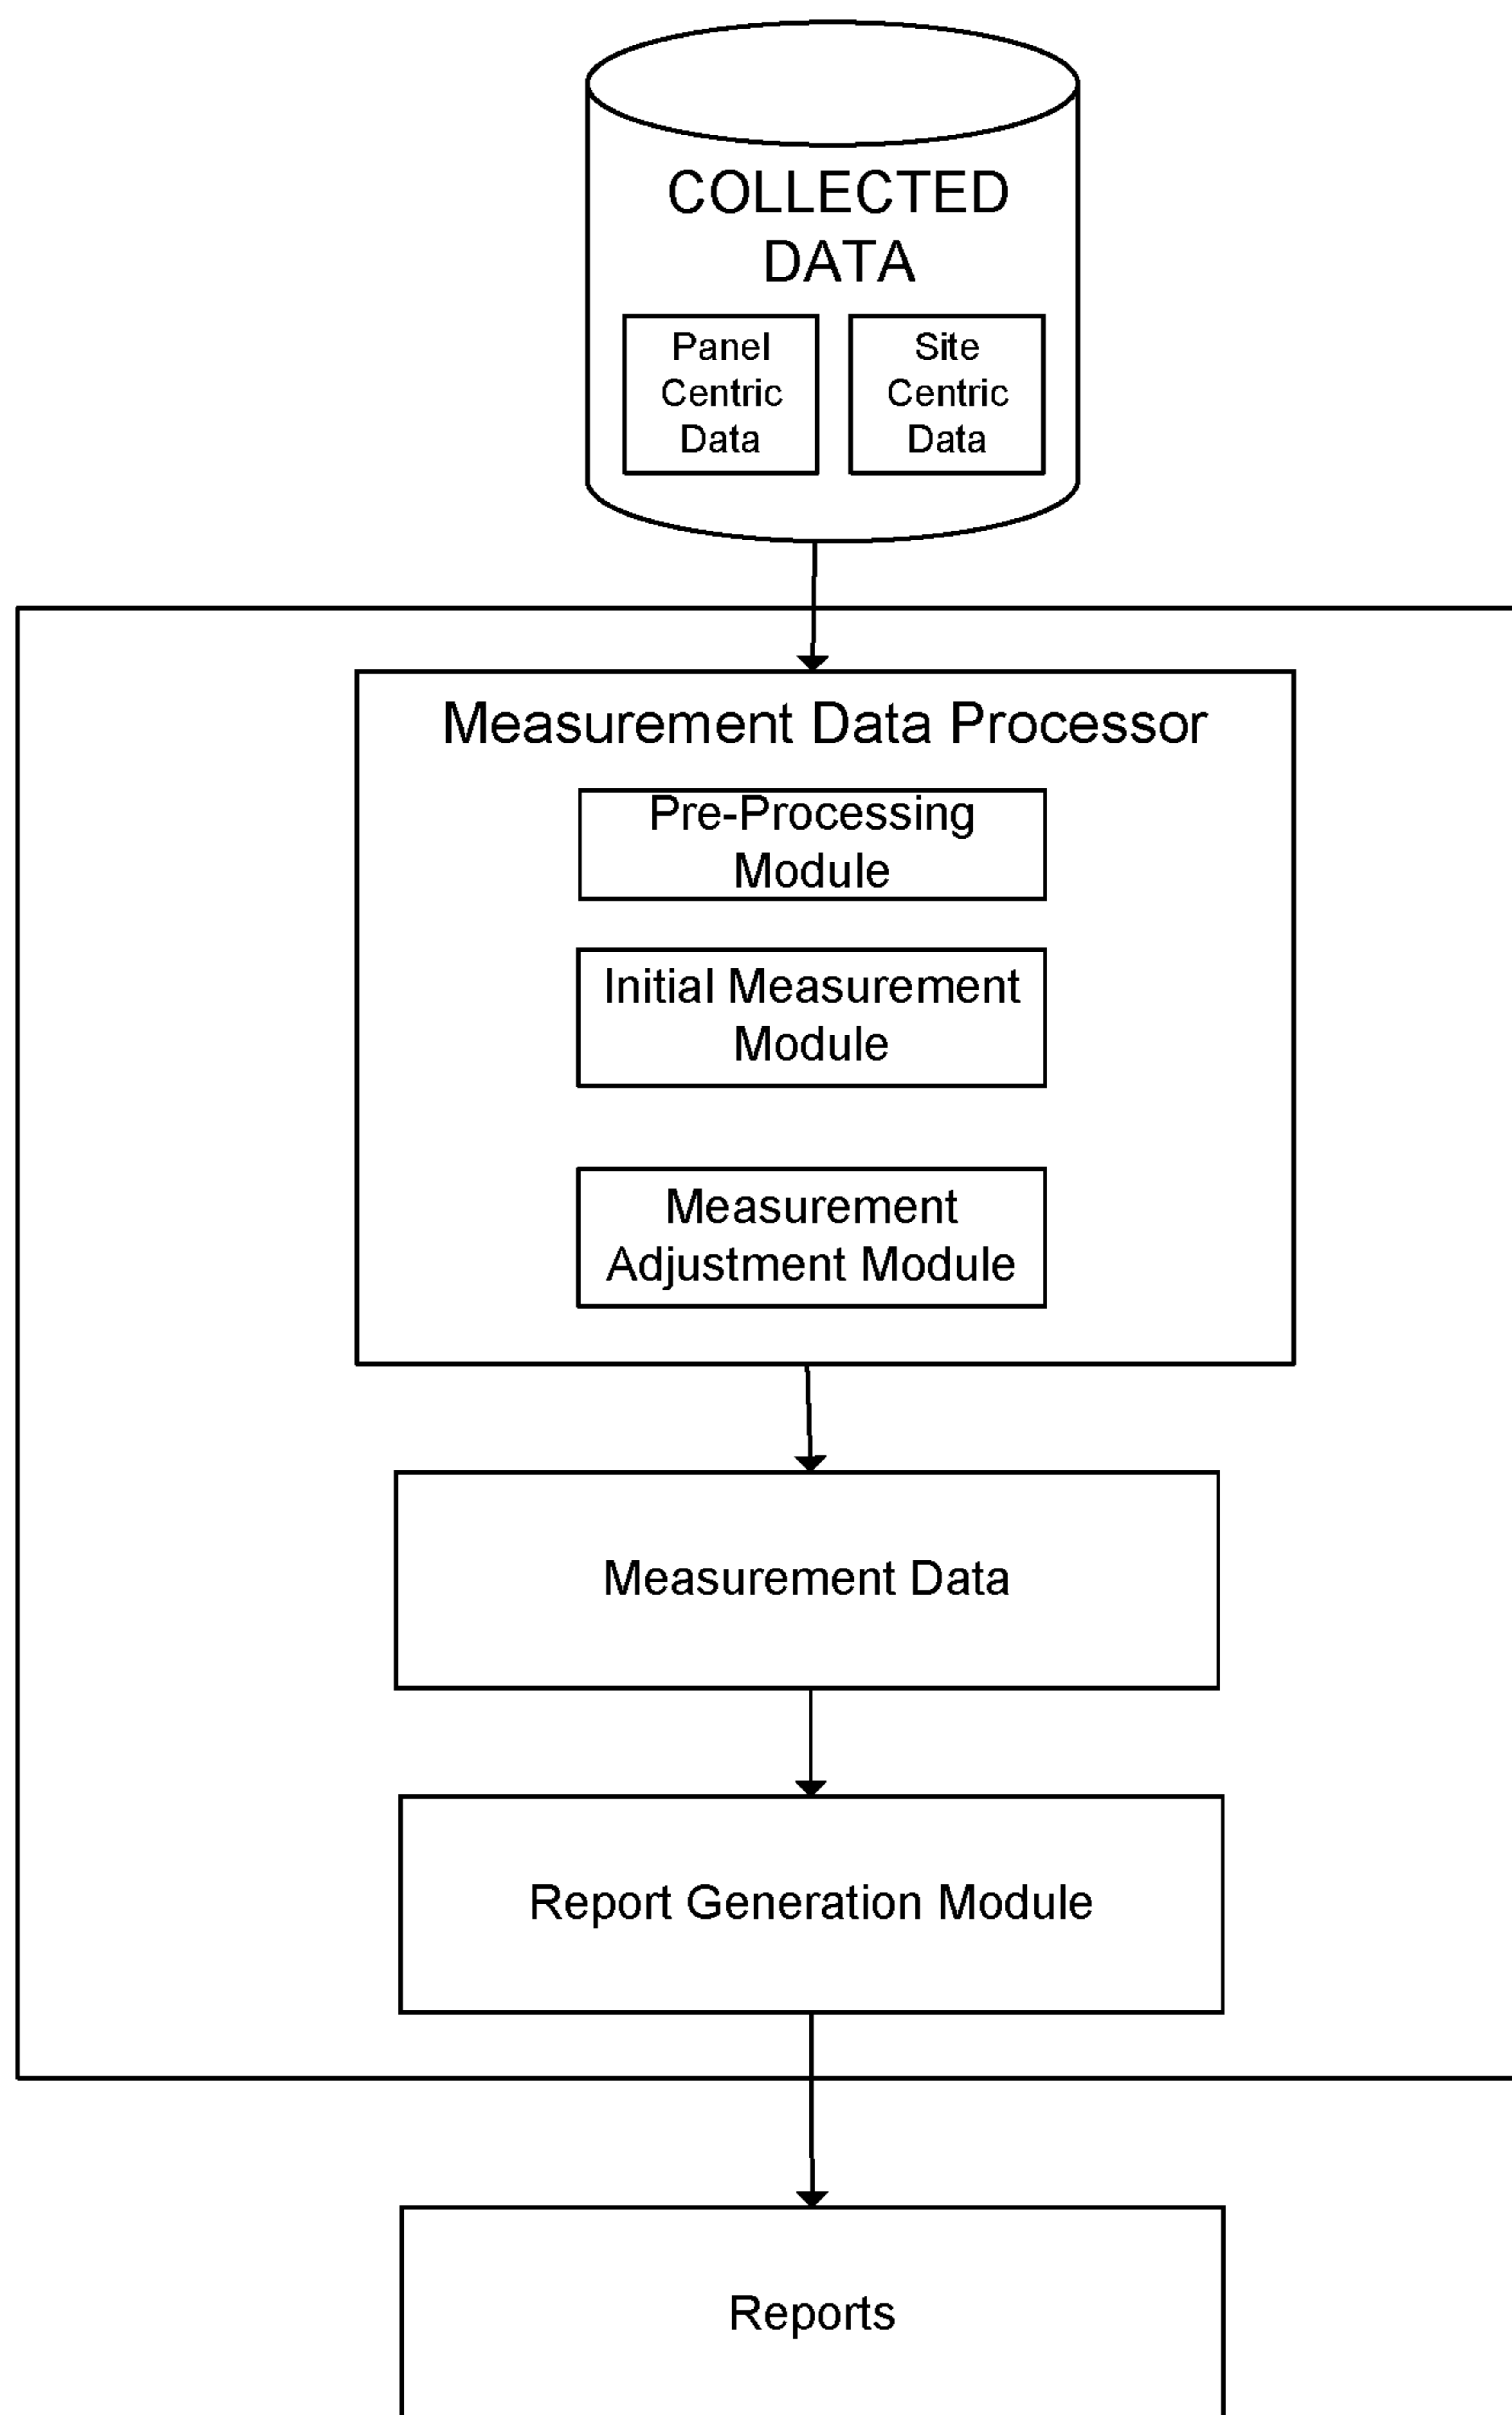 COLLECTED
DATA
Panel
Centric
Data
Site
Centric
Data
Measurement Data Processor
Pre-Processing
Module
Initial Measurement
Module
Measurement
Adjustment Module
Measurement Data
Report Generation Module
Reports